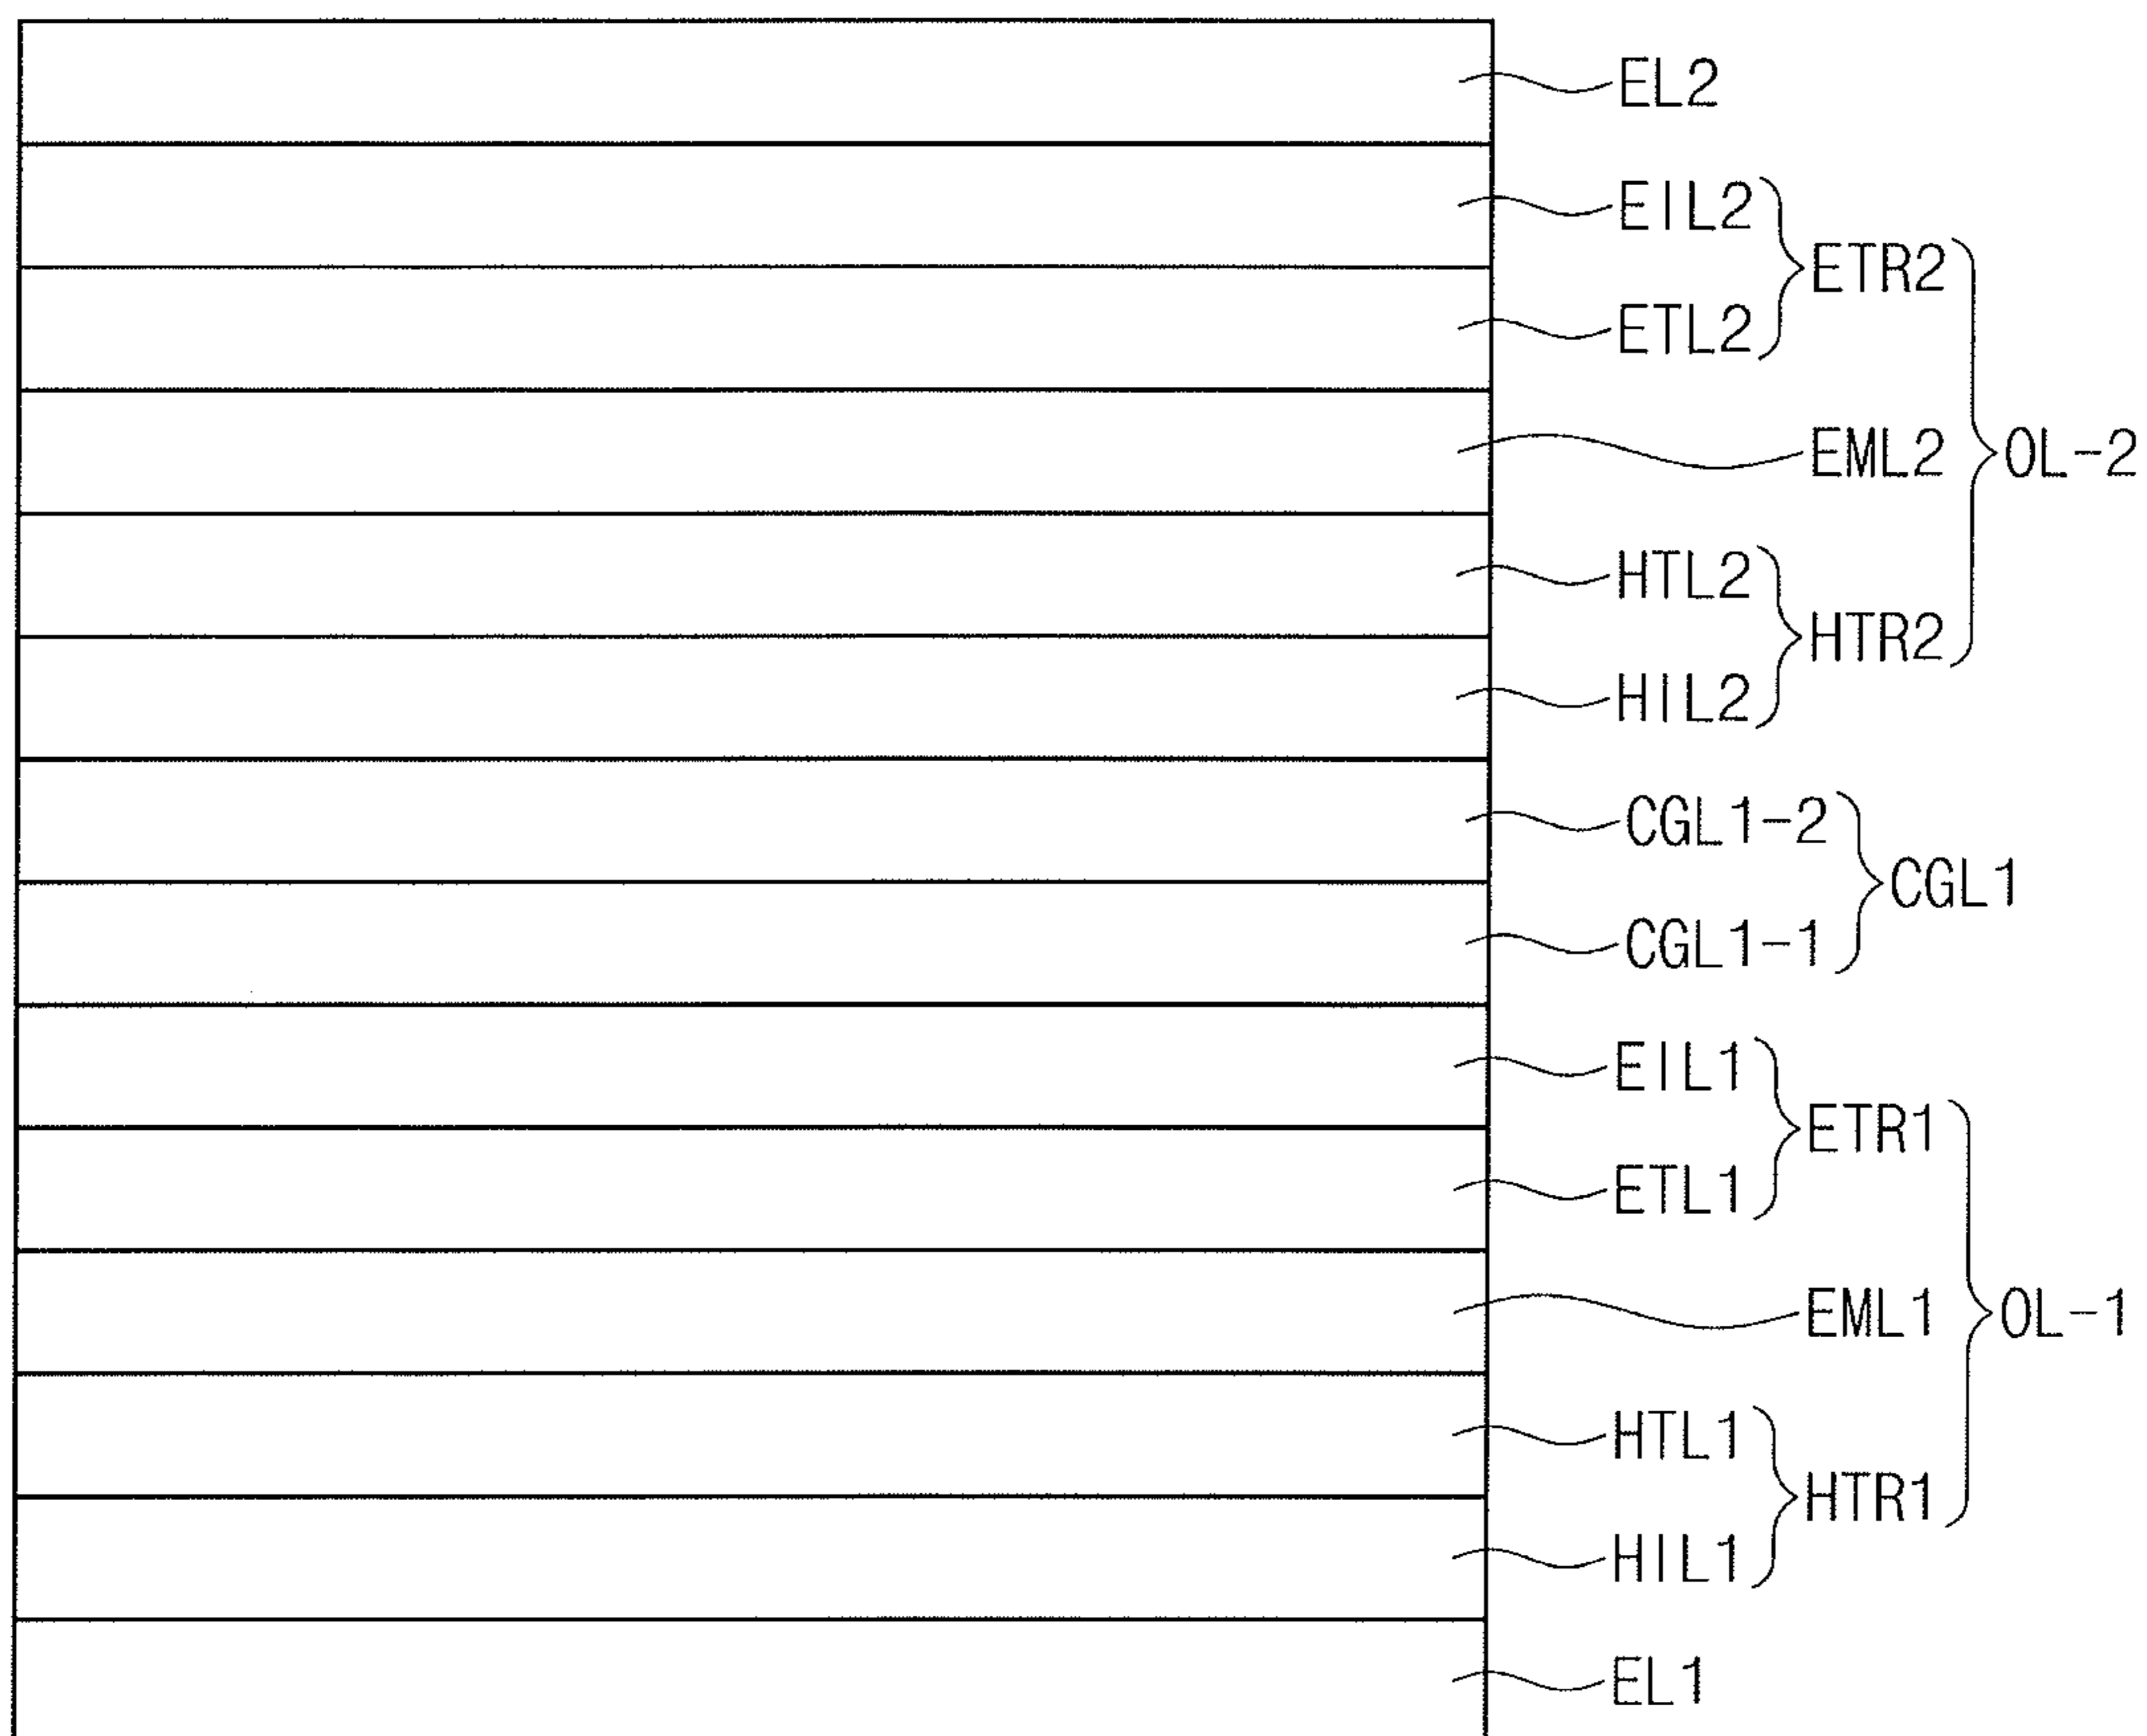 EL2
EIL2
ETR2
ETL2
EML2
OL-2
HTL2
HTR2
HIL2
CGL1-2
CGL1
CGL1-1
EIL1
ETR1
ETL1
EML1
OL-1
HTL1
HTR1
HIL1
EL1